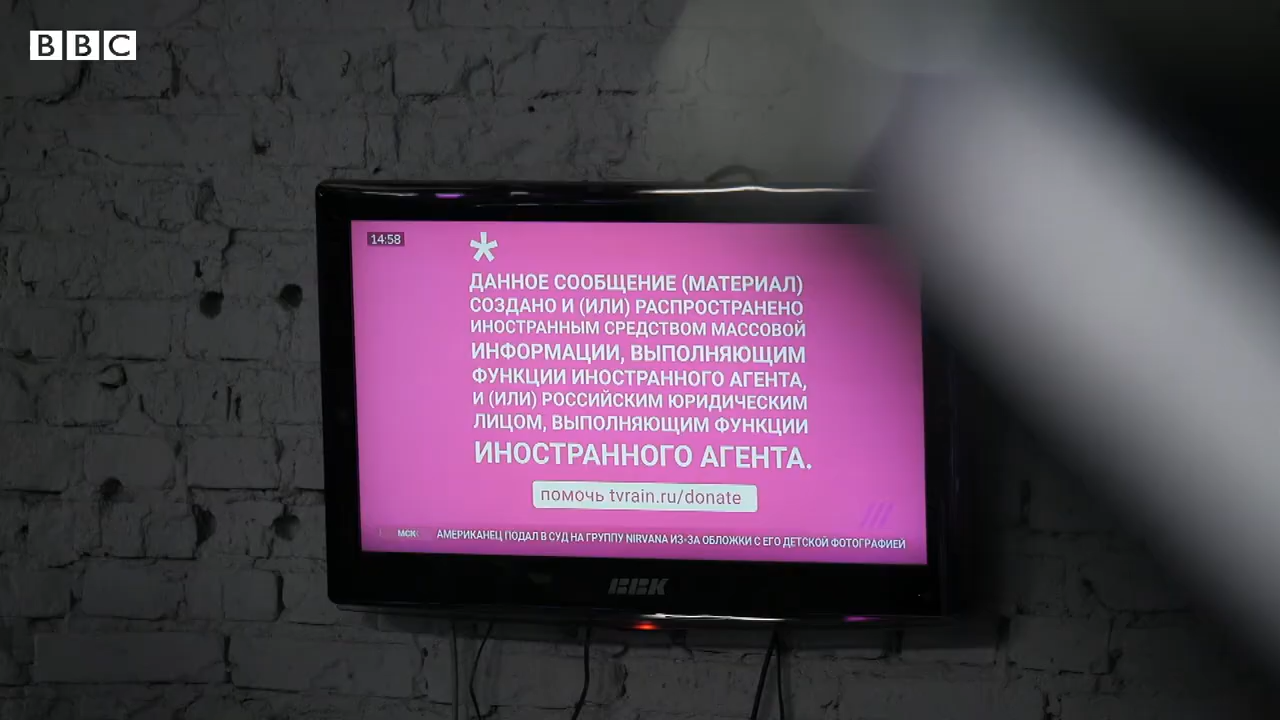 BBC
14:58
*
ДАННОЕ СООБЩЕНИЕ (МАТЕРИАЛ)
СОЗДАНО И (ИЛИ) РАСПРОСТРАНЕНО
ИНОСТРАННЫМ СРЕДСТВОМ МАССОВОЙ
ИНФОРМАЦИИ, ВЫПОЛНЯЮЩИМ
ФУНКЦИИ ИНОСТРАННОГО АГЕНТА,
И (ИЛИ) РОССИЙСКИМ ЮРИДИЧЕСКИМ
ЛИЦОМ, ВЫПОЛНЯЮЩИМ ФУНКЦИИ
ИНОСТРАННОГО АГЕНТА.
помочь tvrain.ru/donate
МСК АМЕРИКАНЕЦ ПОДАЛ В СУД НА ГРУППУ NIRVANA ИЗ-ЗА ОБЛОЖКИ С ЕГО ДЕТСКОЙ ФОТОГРАФИЕЙ
BBK